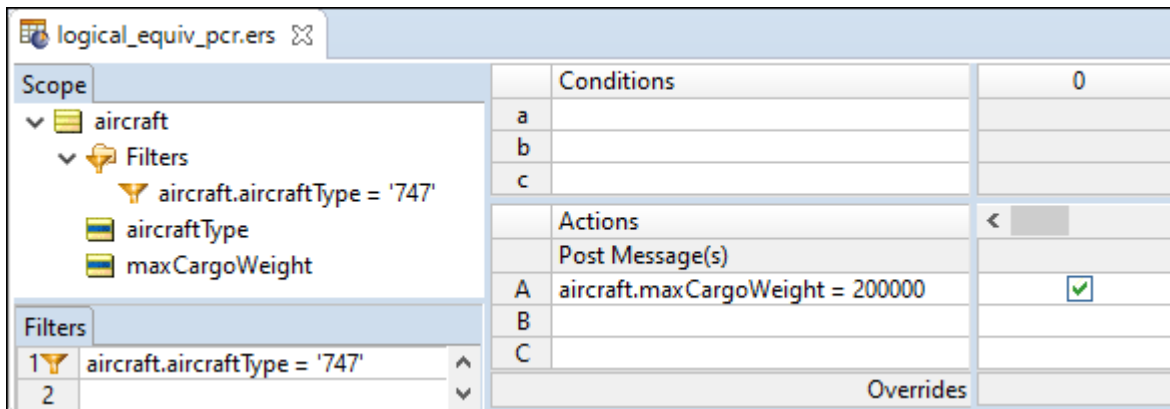 logical_equiv_pcr.ers
Scope
aircraft
Filters
aircraft.aircraftType = '747'
aircraftType
maxCargoWeight
Filters
1 aircraft.aircraftType = '747'
2
Conditions 0
a
b
c
Actions
Post Message(s)
A aircraft.maxCargoWeight = 200000
B
C
Overrides